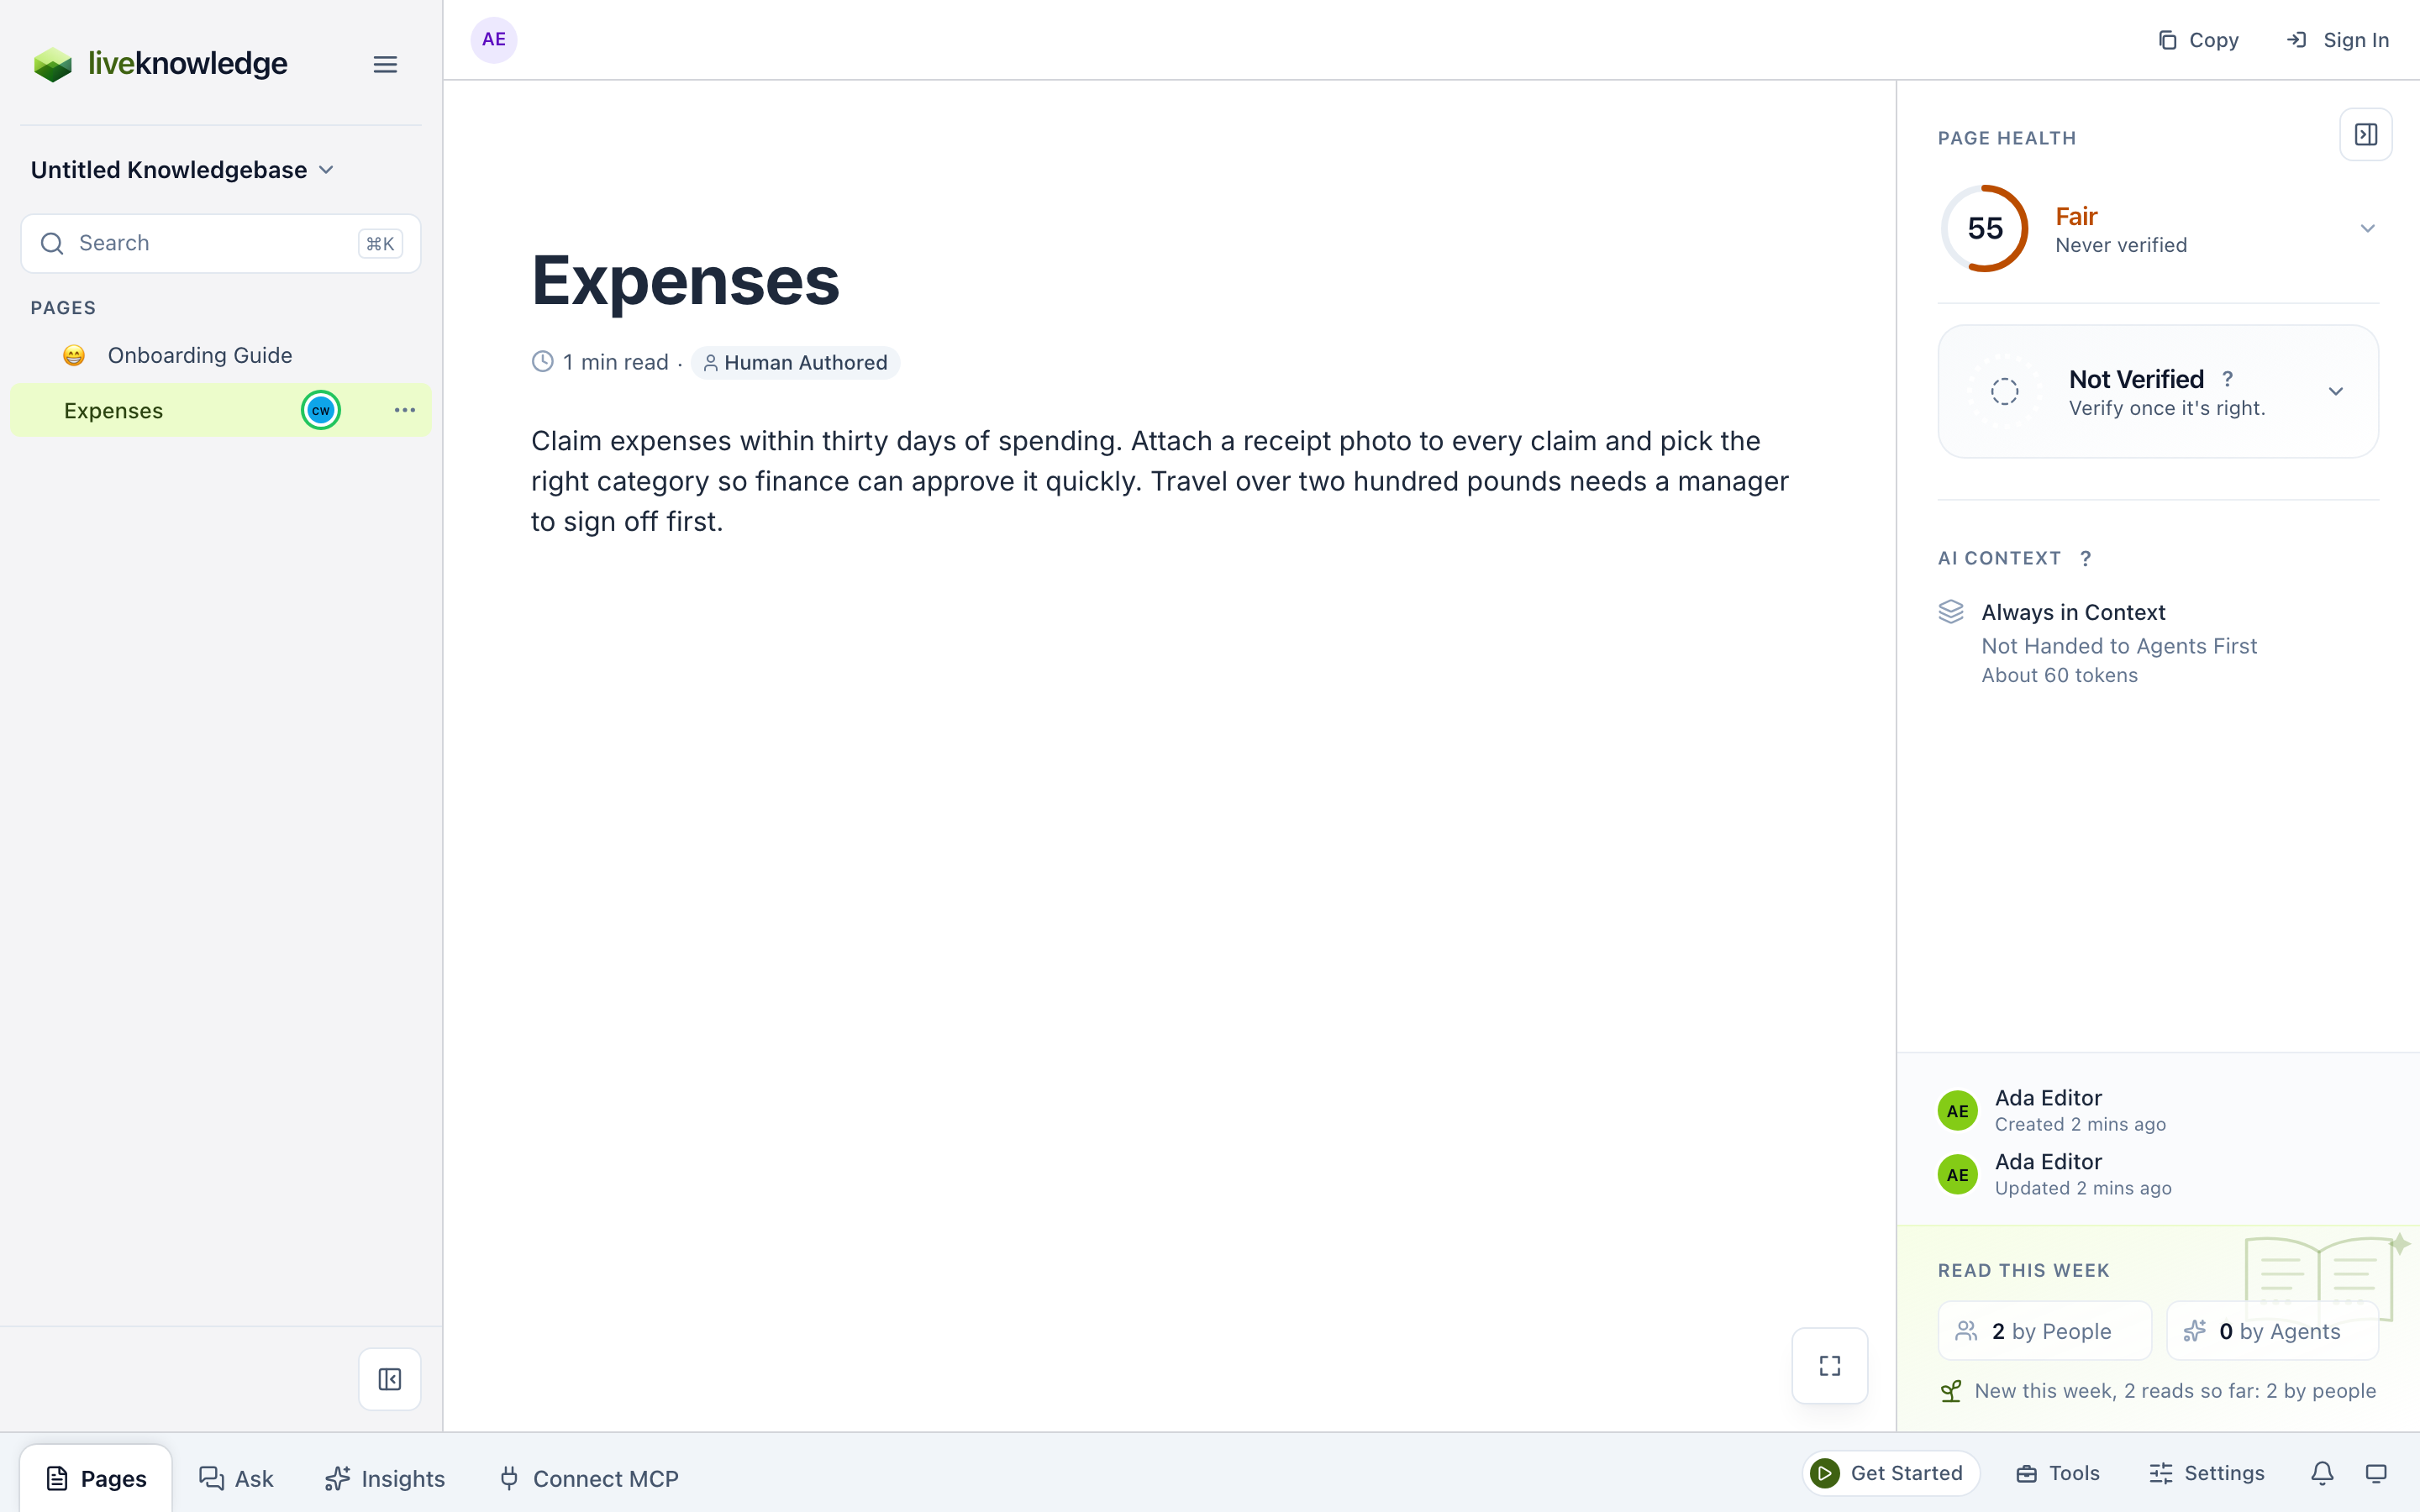 liveknowledge
Untitled Knowledgebase
Search
⌘K
PAGES
😁 Onboarding Guide
Expenses
CW
AE
Copy
Sign In
Expenses
1 min read · Human Authored
Claim expenses within thirty days of spending. Attach a receipt photo to every claim and pick the
right category so finance can approve it quickly. Travel over two hundred pounds needs a manager
to sign off first.
PAGE HEALTH
55
Fair
Never verified
Not Verified ?
Verify once it's right.
AI CONTEXT ?
Always in Context
Not Handed to Agents First
About 60 tokens
AE
Ada Editor
Created 2 mins ago
AE
Ada Editor
Updated 2 mins ago
READ THIS WEEK
2 by People
0 by Agents
New this week, 2 reads so far: 2 by people
Pages
Ask
Insights
Connect MCP
Get Started
Tools
Settings